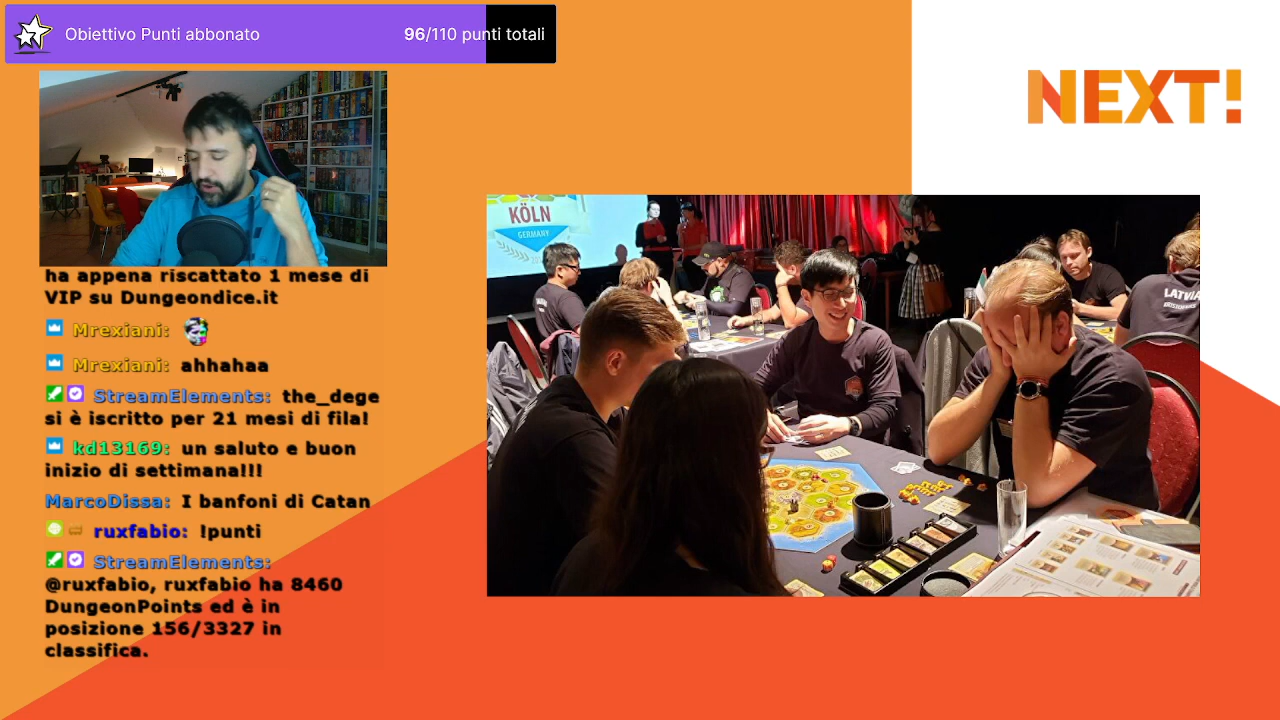 Obiettivo Punti abbonato 96/110 punti totali
NEXT!
ha appena riscattato 1 mese di
VIP su Dungeondice.it
Mrexiani:
Mrexiani: ahhahaa
StreamElements: the_dege
si è iscritto per 21 mesi di fila!
kd13169: un saluto e buon
inizio di settimana!!!
MarcoDissa: I banfoni di Catan
ruxfabio: !punti
StreamElements:
@ruxfabio, ruxfabio ha 8460
DungeonPoints ed è in
posizione 156/3327 in
classifica.
KÖLN
GERMANY
LATVIA